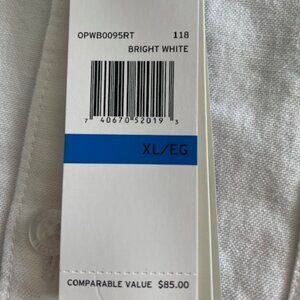 OPWB0095RT 118
BRIGHT WHITE
7 40670 52019 3
XL/EG
COMPARABLE VALUE $85.00